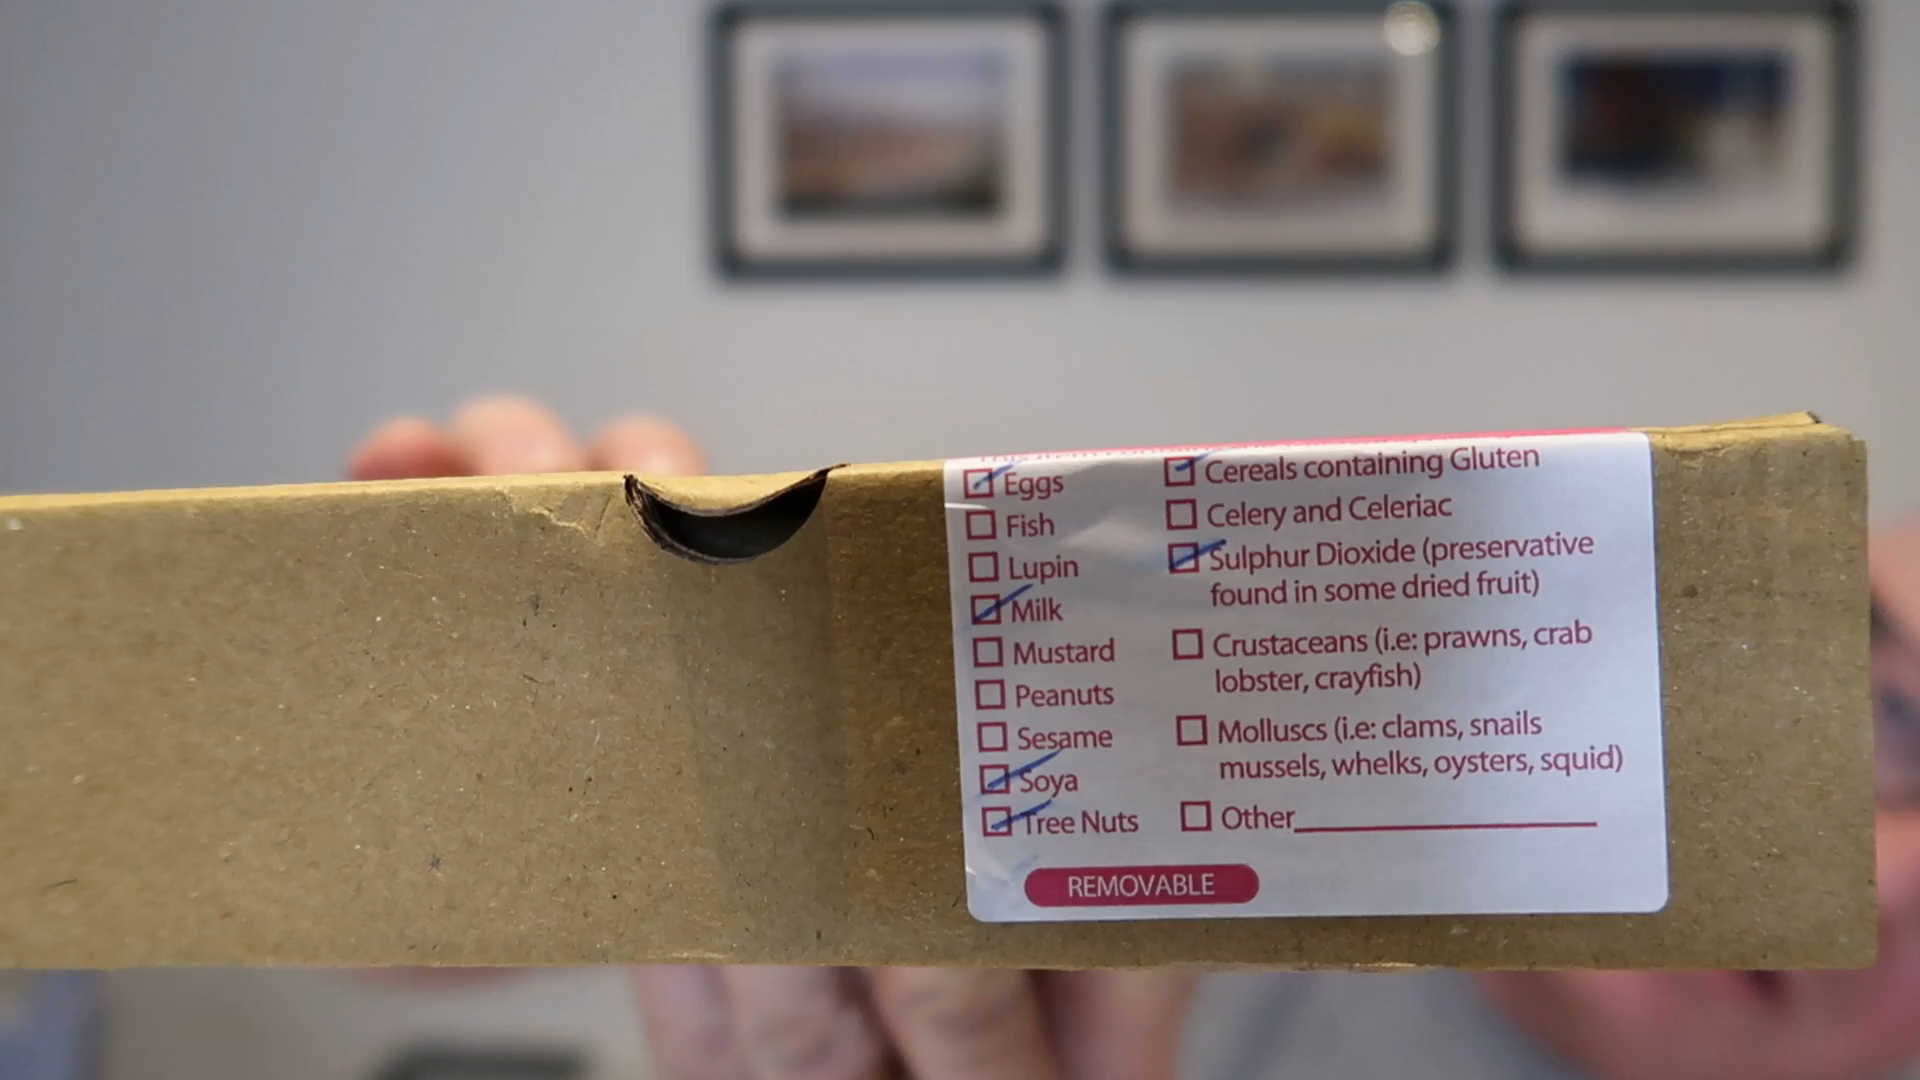 Eggs
Fish
Lupin
Milk
Mustard
Peanuts
Sesame
Soya
Tree Nuts
Cereals containing Gluten
Celery and Celeriac
Sulphur Dioxide (preservative
found in some dried fruit)
Crustaceans (i.e: prawns, crab
lobster, crayfish)
Molluscs (i.e: clams, snails
mussels, whelks, oysters, squid)
Other
REMOVABLE